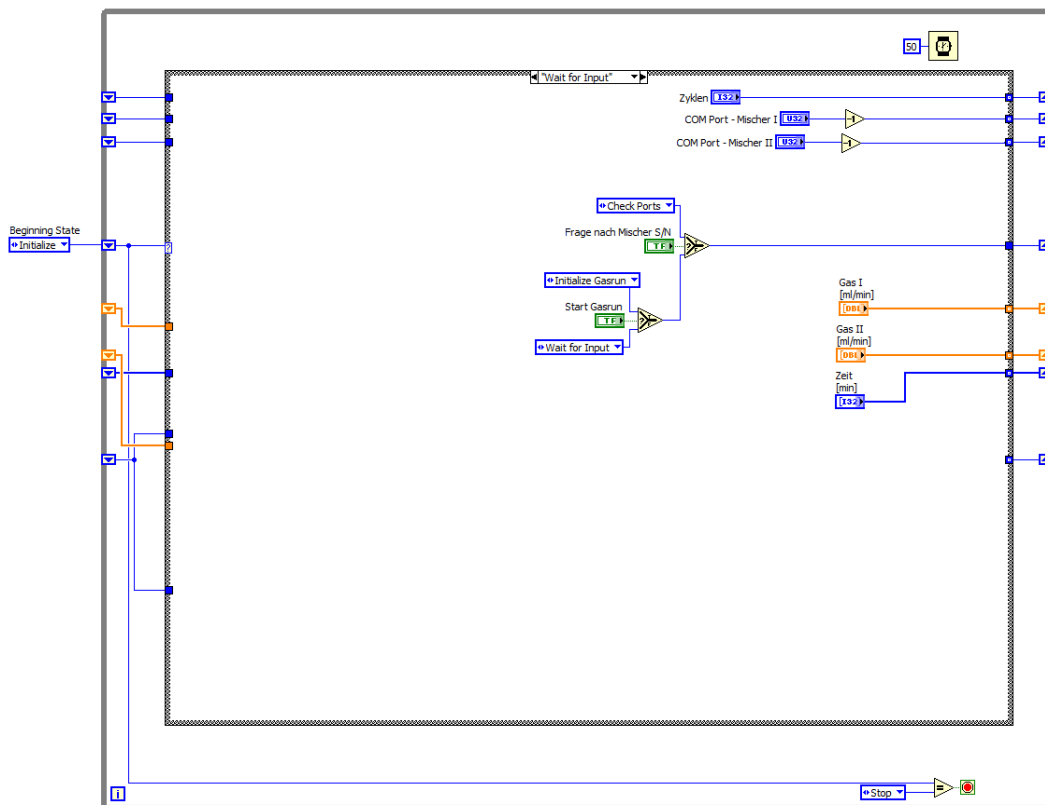 50
"Wait for Input"
Zyklen
I32
COM Port - Mischer I
U32
-1
COM Port - Mischer II
U32
-1
Check Ports
Beginning State
Initialize
Frage nach Mischer S/N
TF
?
Initialize Gasrun
Gas I
[ml/min]
[DBL]
Start Gasrun
TF
?
Gas II
[ml/min]
[DBL]
Wait for Input
Zeit
[min]
[I32]
i
Stop
=